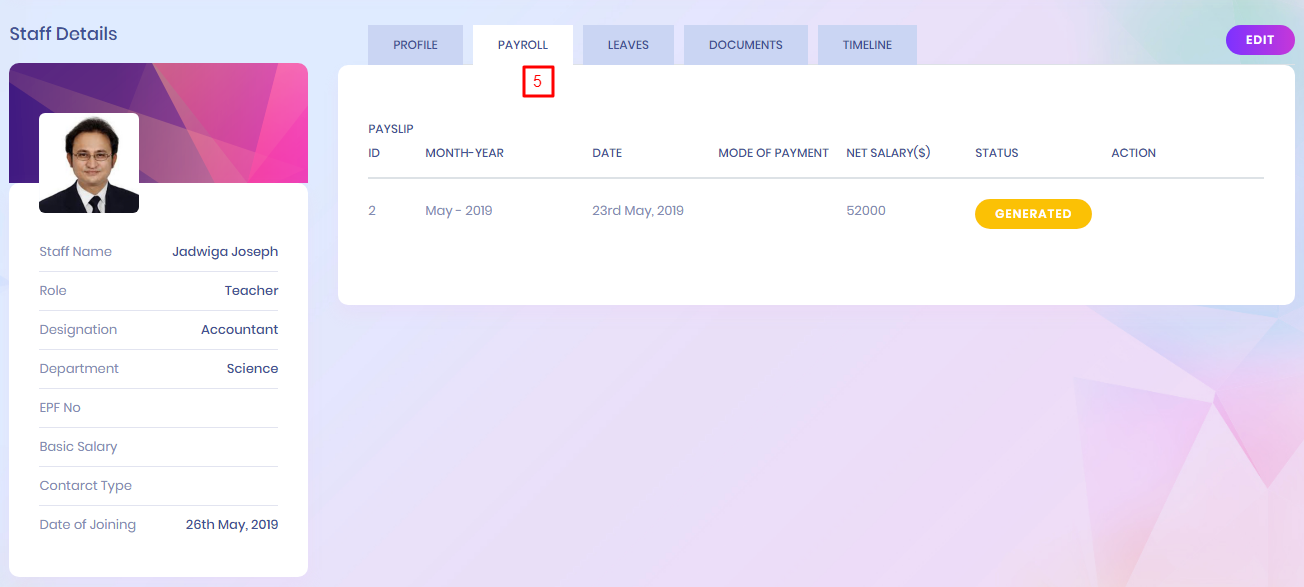 Staff Details
PROFILE PAYROLL LEAVES DOCUMENTS TIMELINE EDIT
5
PAYSLIP
ID MONTH-YEAR DATE MODE OF PAYMENT NET SALARY($) STATUS ACTION
2 May - 2019 23rd May, 2019 52000 GENERATED
Staff Name Jadwiga Joseph
Role Teacher
Designation Accountant
Department Science
EPF No
Basic Salary
Contarct Type
Date of Joining 26th May, 2019